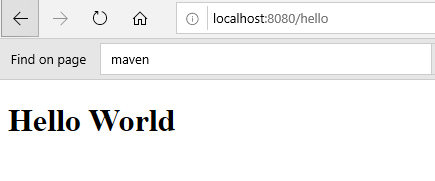 localhost:8080/hello
Find on page maven
Hello World